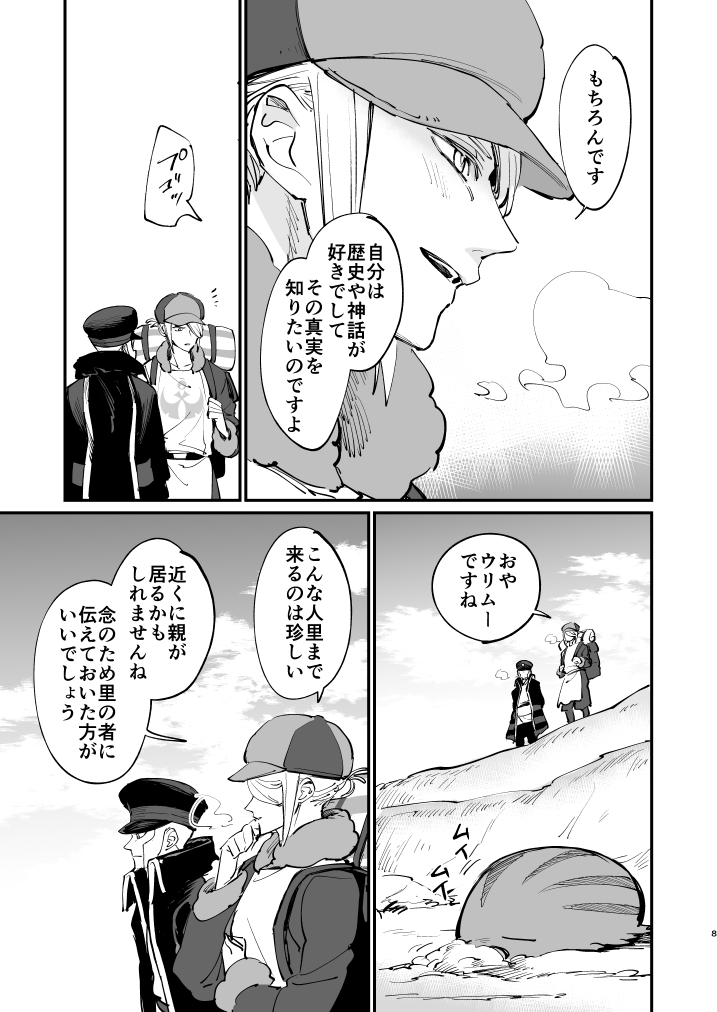 もちろんです
自分は
歴史や神話が
好きでして
その真実を
知りたいのですよ
プエッ
おや
ウリムー
ですね
ムイ
ムイ
こんな人里まで
来るのは珍しい
近くに親が
居るかも
しれませんね
念のため里の者に
伝えておいた方が
いいでしょう
8